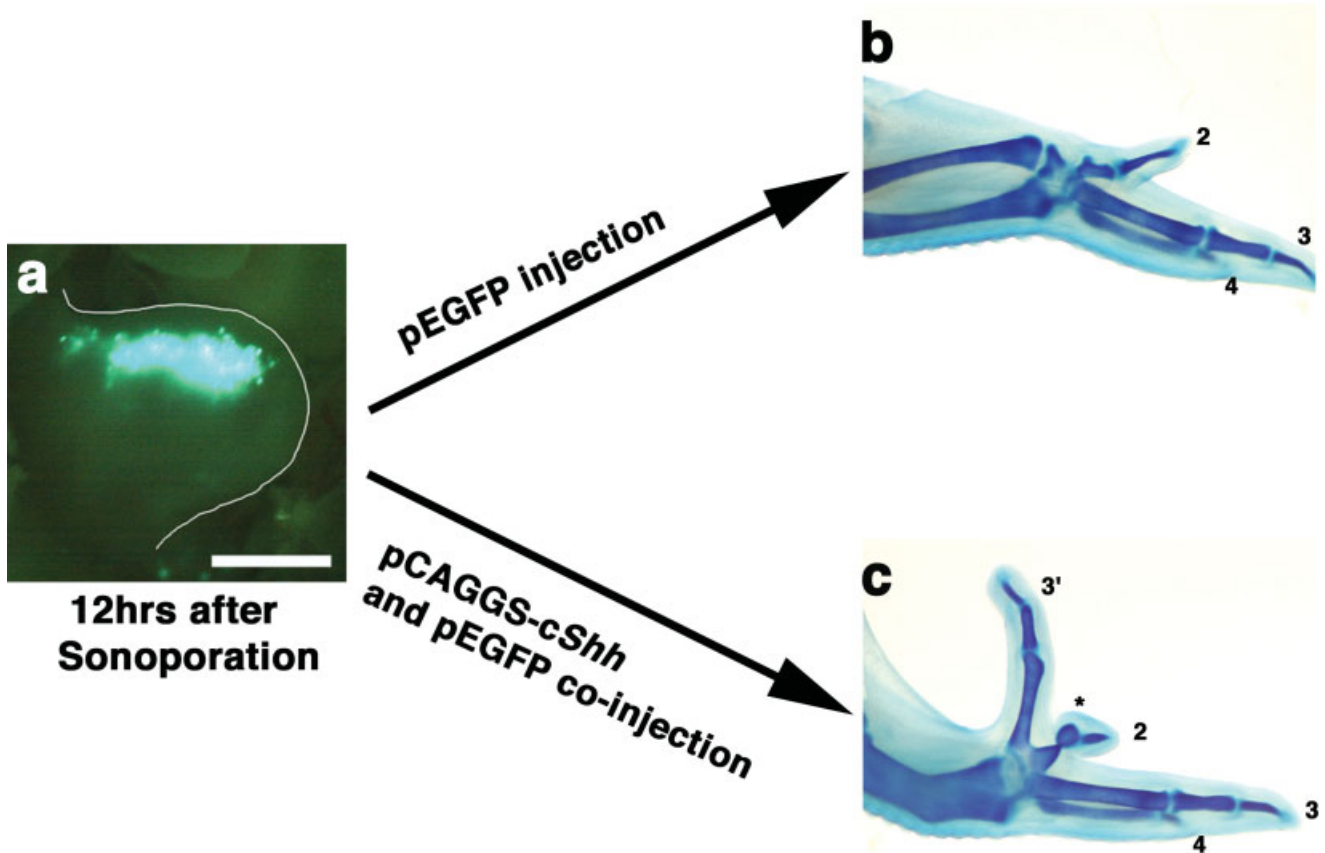 a
12hrs after
Sonoporation
pEGFP injection
pCAGGS-cShh
and pEGFP co-injection
b
2
3
4
c
3'
*
2
3
4